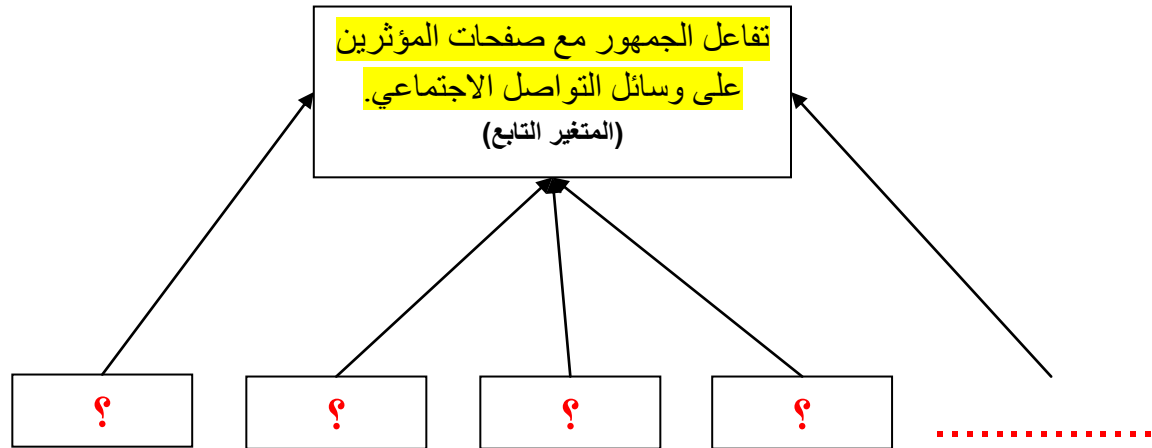 تفاعل الجمهور مع صفحات المؤثرين
على وسائل التواصل الاجتماعي.
(المتغير التابع)
؟
؟
؟
؟
................